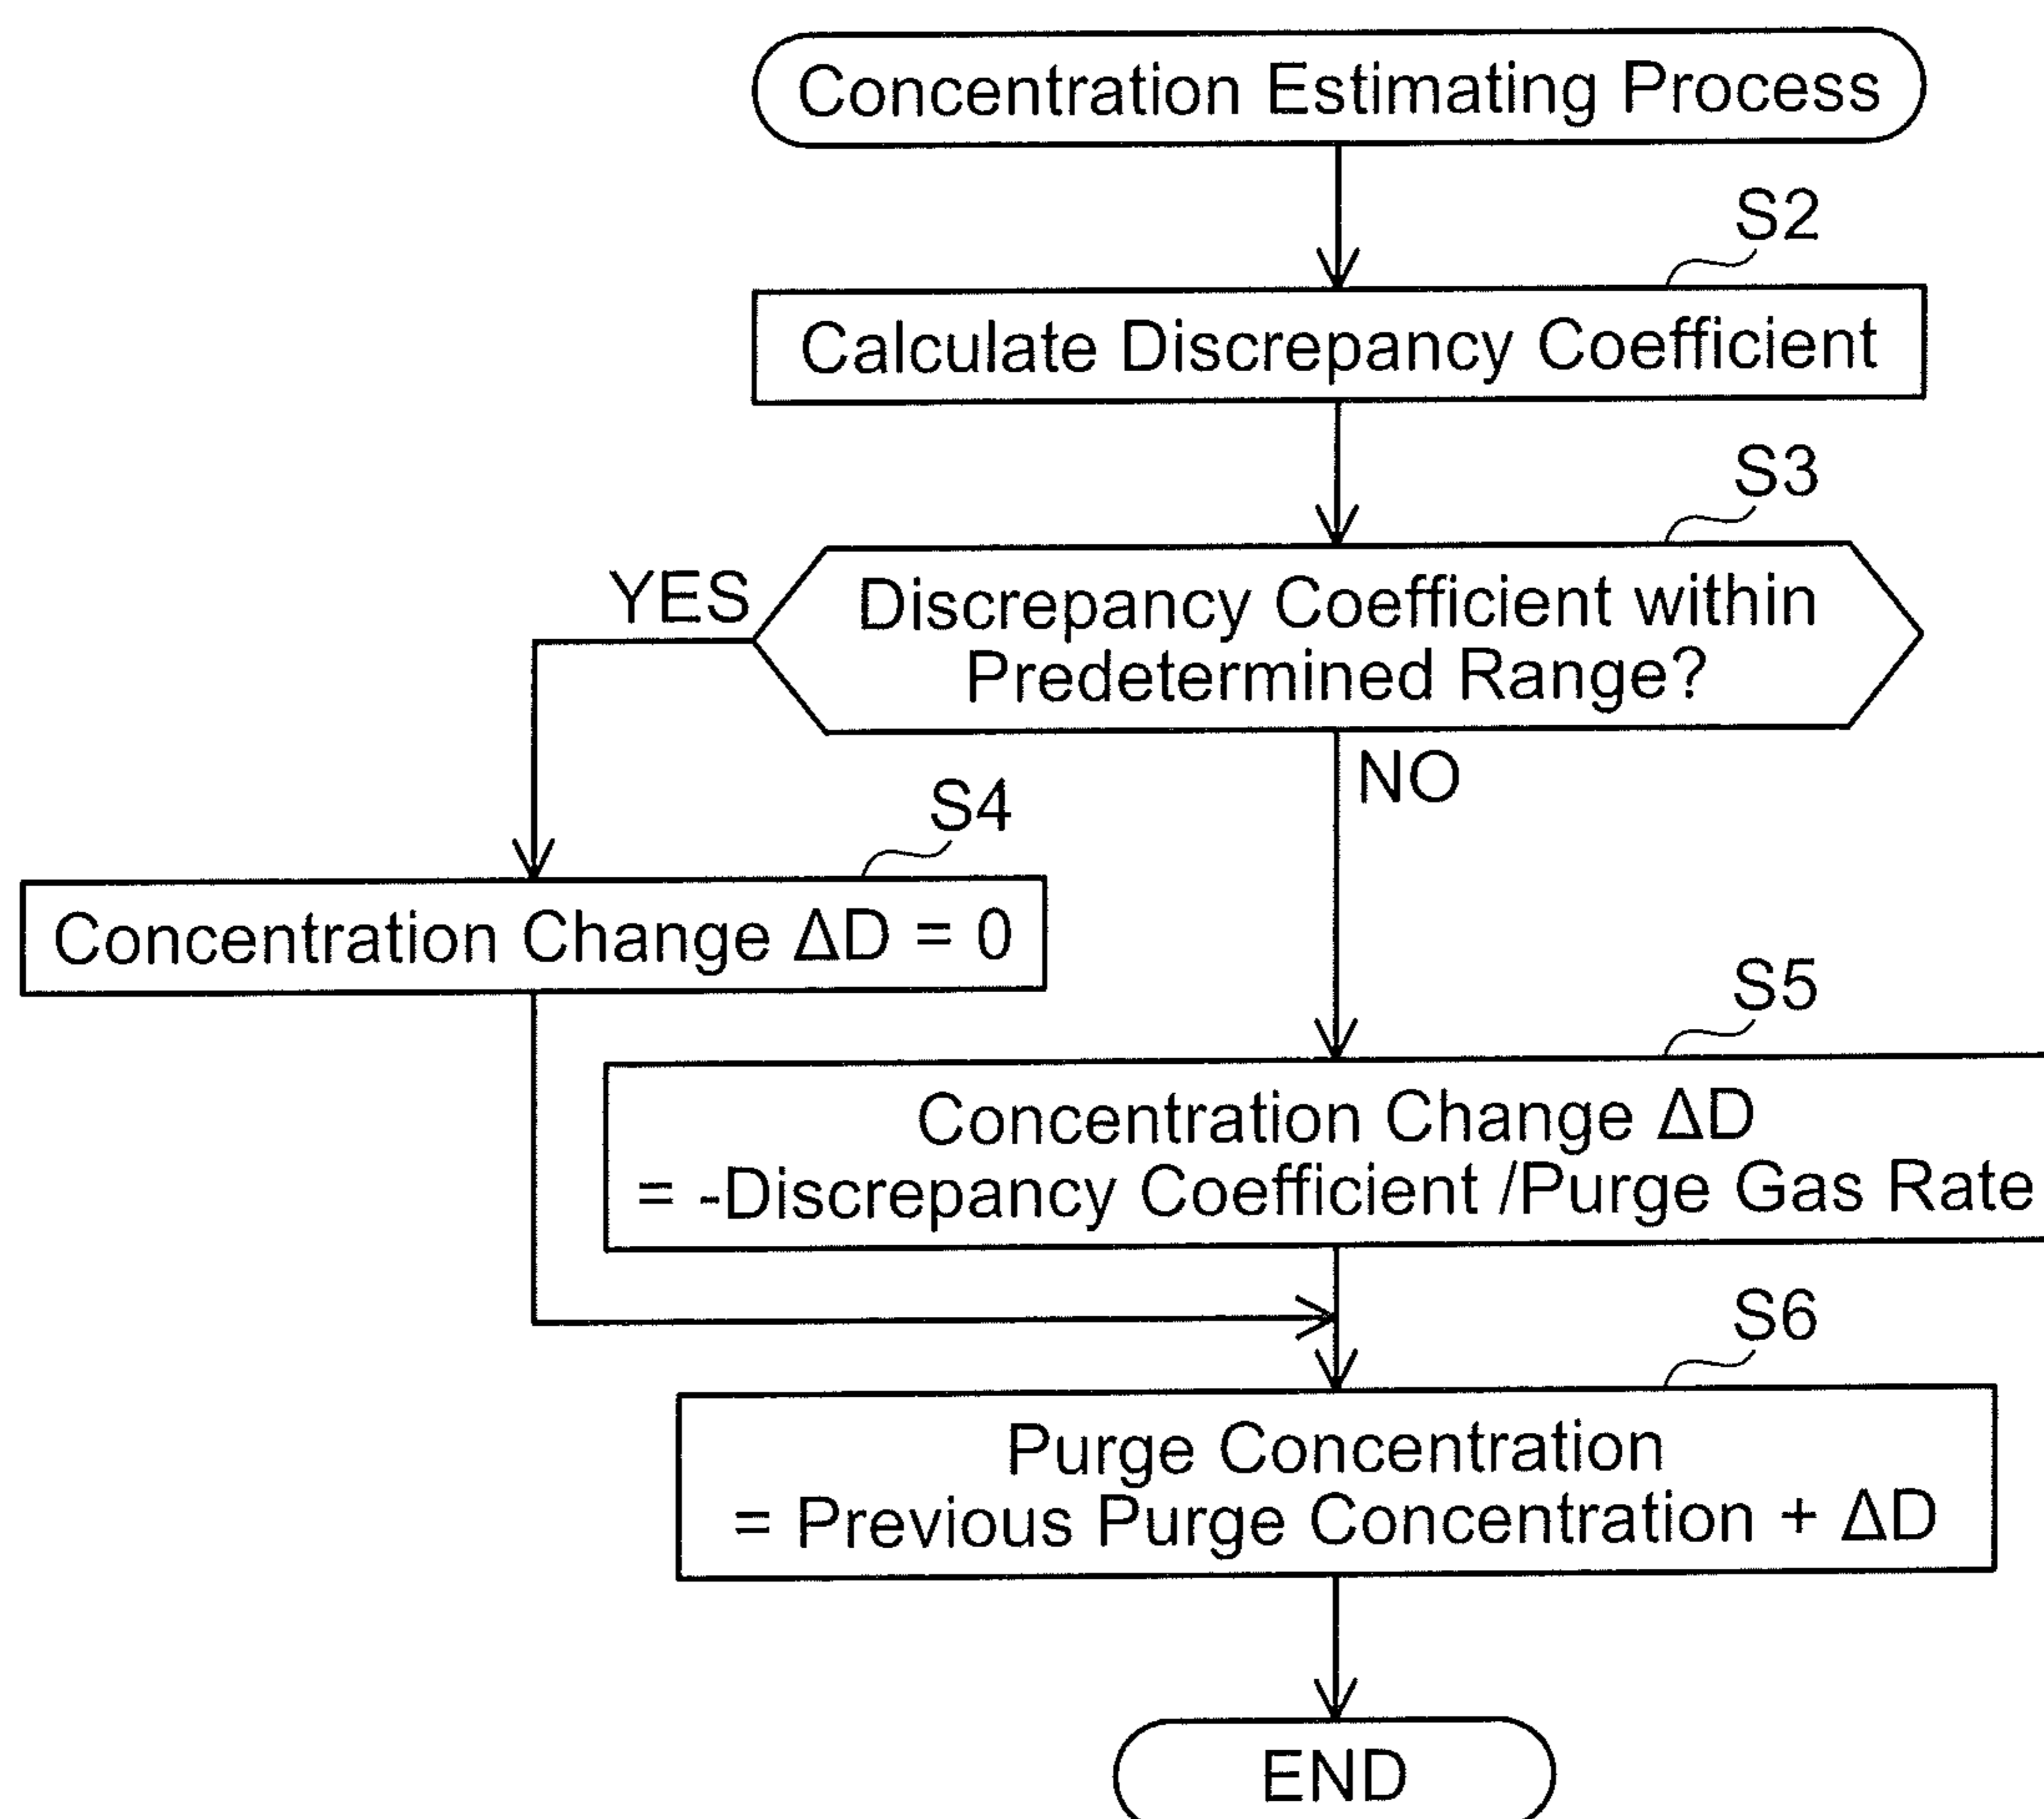 Concentration Estimating Process
S2
Calculate Discrepancy Coefficient
S3
YES
Discrepancy Coefficient within
Predetermined Range?
NO
S4
Concentration Change ΔD = 0
S5
Concentration Change ΔD
= -Discrepancy Coefficient /Purge Gas Rate
S6
Purge Concentration
= Previous Purge Concentration + ΔD
END